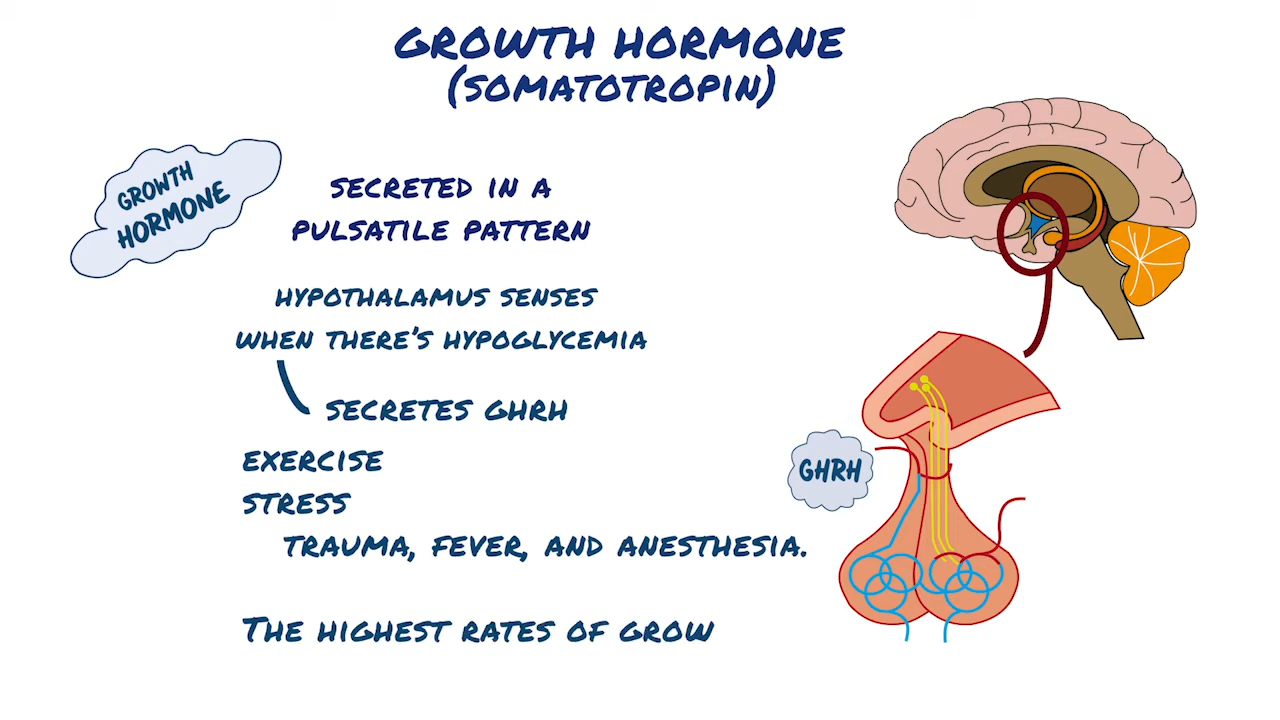 GROWTH HORMONE
(SOMATOTROPIN)
GROWTH
HORMONE
SECRETED IN A
PULSATILE PATTERN
HYPOTHALAMUS SENSES
WHEN THERE'S HYPOGLYCEMIA
SECRETES GHRH
EXERCISE
STRESS
TRAUMA, FEVER, AND ANESTHESIA.
THE HIGHEST RATES OF GROW
GHRH